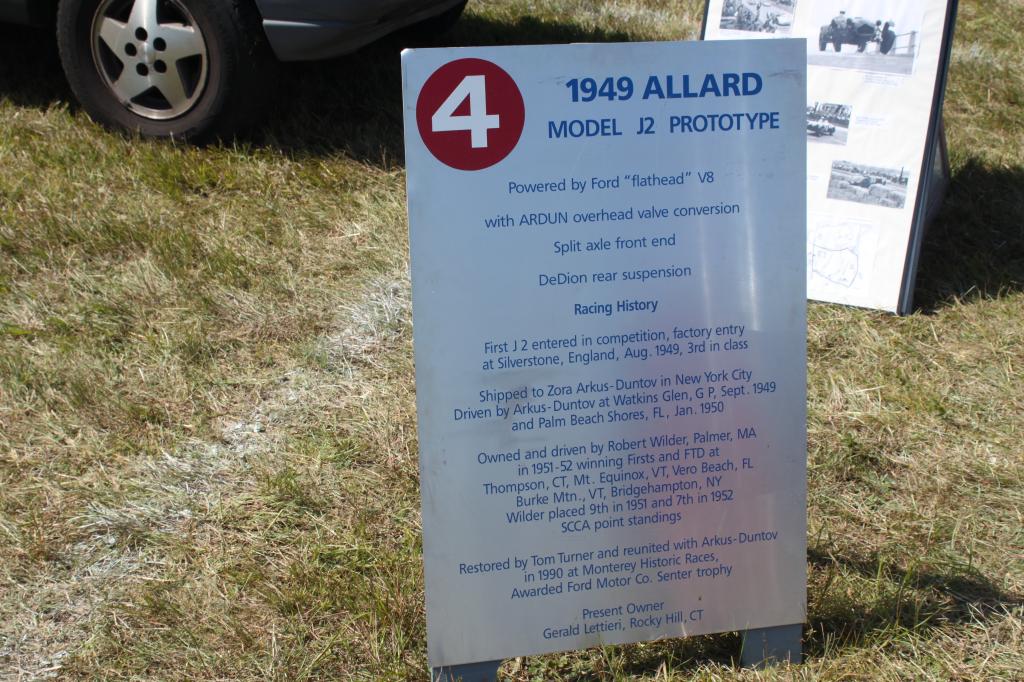 4
1949 ALLARD
MODEL J2 PROTOTYPE
Powered by Ford "flathead" V8
with ARDUN overhead valve conversion
Split axle front end
DeDion rear suspension
Racing History
First J 2 entered in competition, factory entry
at Silverstone, England, Aug. 1949, 3rd in class
Shipped to Zora Arkus-Duntov in New York City
Driven by Arkus-Duntov at Watkins Glen, G P, Sept. 1949
and Palm Beach Shores, FL, Jan. 1950
Owned and driven by Robert Wilder, Palmer, MA
in 1951-52 winning Firsts and FTD at
Thompson, CT, Mt. Equinox, VT, Vero Beach, FL
Burke Mtn., VT, Bridgehampton, NY
Wilder placed 9th in 1951 and 7th in 1952
SCCA point standings
Restored by Tom Turner and reunited with Arkus-Duntov
in 1990 at Monterey Historic Races,
Awarded Ford Motor Co. Senter trophy
Present Owner
Gerald Lettieri, Rocky Hill, CT